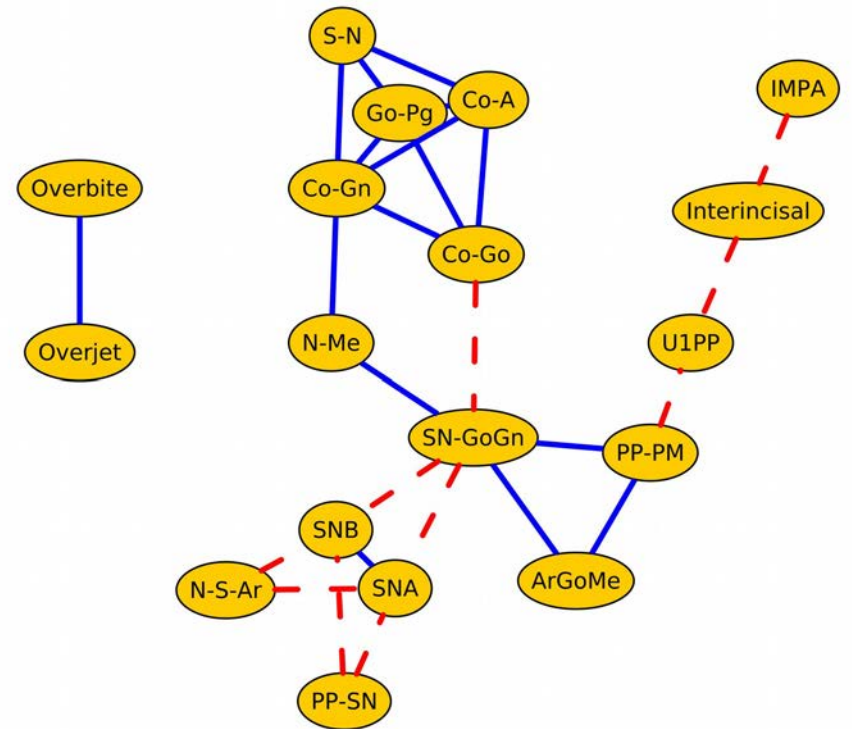 S-N
IMPA
Co-A
Go-Pg
Overbite
Co-Gn
Interincisal
Co-Go
N-Me
U1PP
Overjet
SN-GoGn
PP-PM
SNB
N-S-Ar
SNA
ArGoMe
PP-SN